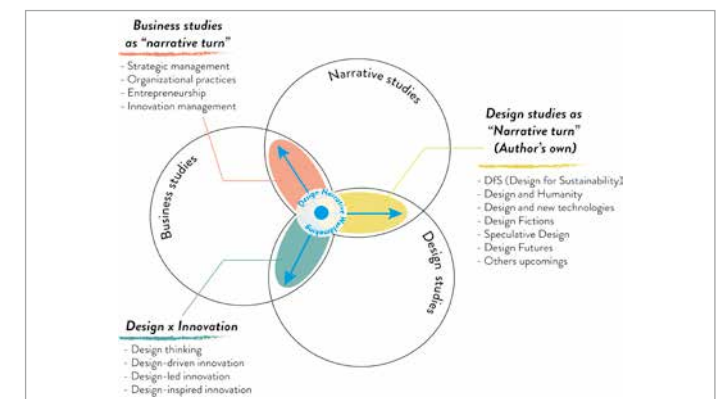 Business studies
as "narrative turn"
- Strategic management
- Organizational practices
- Entrepreneurship
- Innovation management
Narrative studies
Business studies
Design studies
Design Narrative
Worldmaking
Design studies as
"Narrative turn"
(Author's own)
- DfS (Design for Sustainability)
- Design and Humanity
- Design and new technologies
- Design Fictions
- Speculative Design
- Design Futures
- Others upcomings
Design x Innovation
- Design thinking
- Design-driven innovation
- Design-led innovation
- Design-inspired innovation